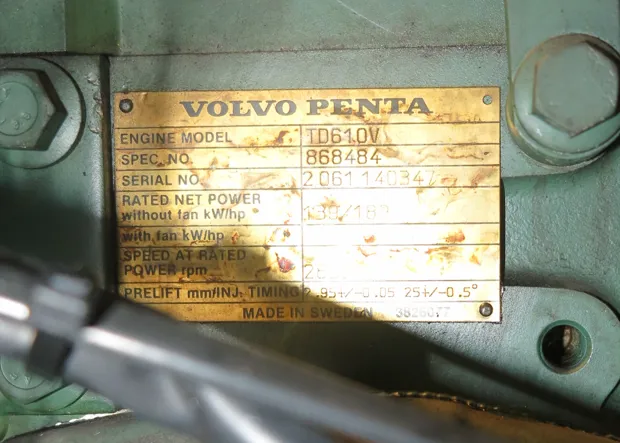 VOLVO PENTA
ENGINE MODEL TD610V
SPEC. NO. 868484
SERIAL NO.
RATED NET POWER
without fan kW/hp
with fan kW/hp
SPEED AT RATED
POWER rpm
PRELIFT mm/INJ. TIMING 2.95+/-0.05 25+/-0.5°
MADE IN SWEDEN 3826077